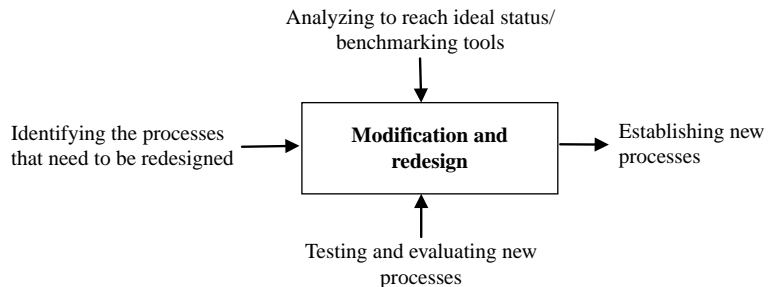 Analyzing to reach ideal status/
benchmarking tools
Identifying the processes
that need to be redesigned
Modification and
redesign
Establishing new
processes
Testing and evaluating new
processes